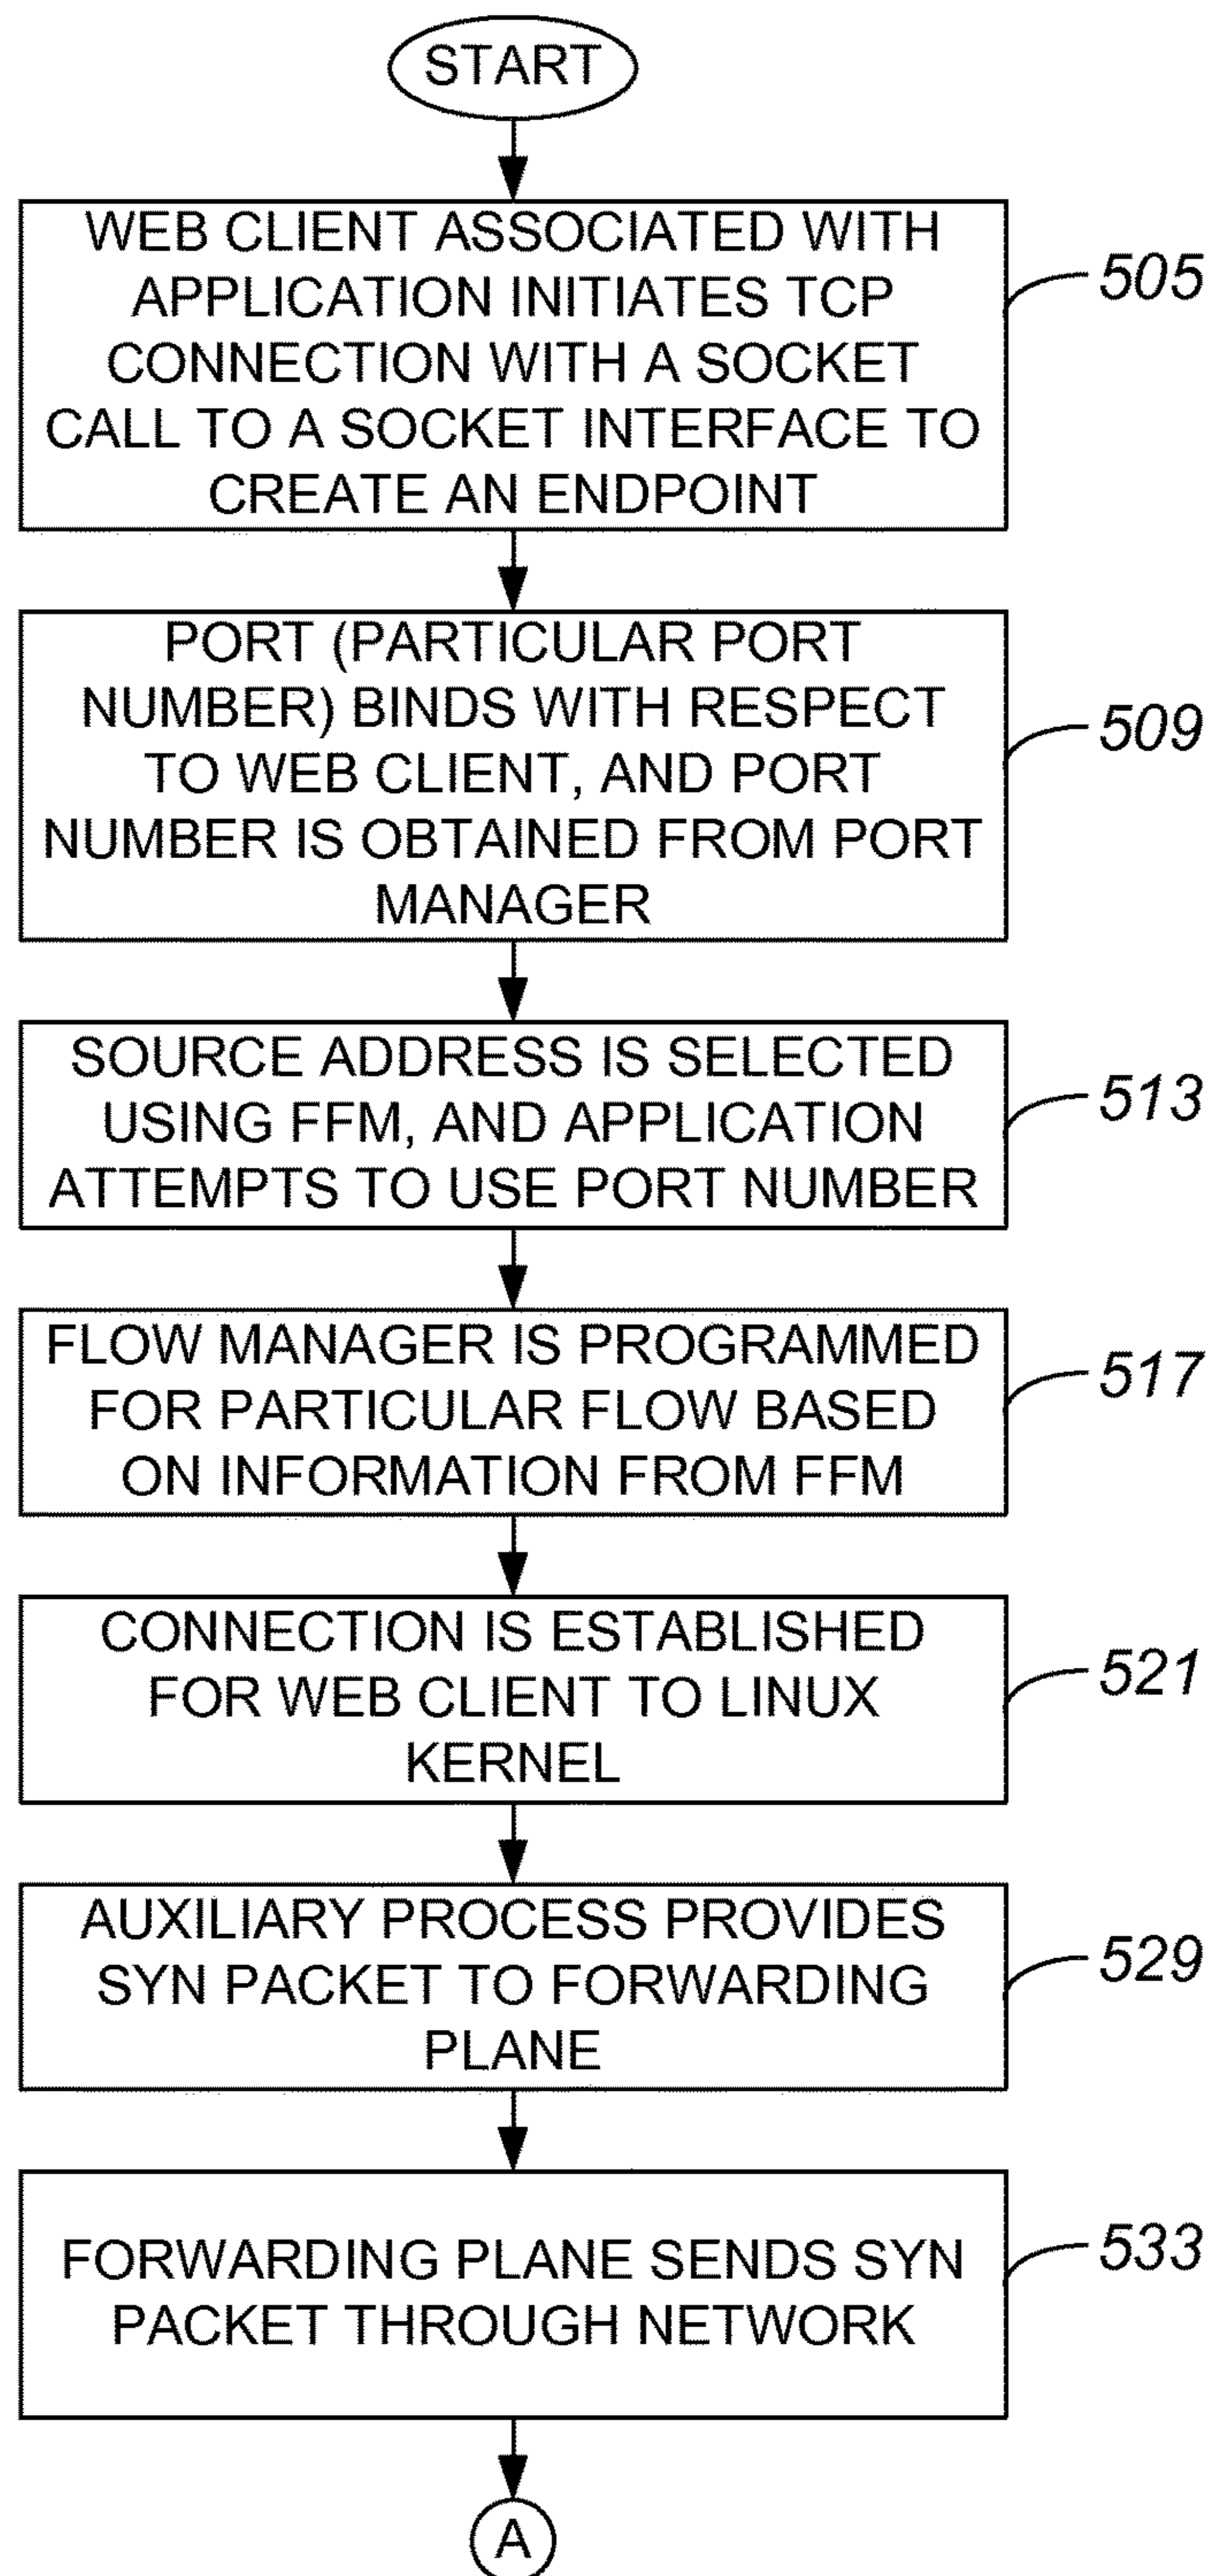 START
WEB CLIENT ASSOCIATED WITH
APPLICATION INITIATES TCP
CONNECTION WITH A SOCKET
CALL TO A SOCKET INTERFACE TO
CREATE AN ENDPOINT
505
PORT (PARTICULAR PORT
NUMBER) BINDS WITH RESPECT
TO WEB CLIENT, AND PORT
NUMBER IS OBTAINED FROM PORT
MANAGER
509
SOURCE ADDRESS IS SELECTED
USING FFM, AND APPLICATION
ATTEMPTS TO USE PORT NUMBER
513
FLOW MANAGER IS PROGRAMMED
FOR PARTICULAR FLOW BASED
ON INFORMATION FROM FFM
517
CONNECTION IS ESTABLISHED
FOR WEB CLIENT TO LINUX
KERNEL
521
AUXILIARY PROCESS PROVIDES
SYN PACKET TO FORWARDING
PLANE
529
FORWARDING PLANE SENDS SYN
PACKET THROUGH NETWORK
533
A